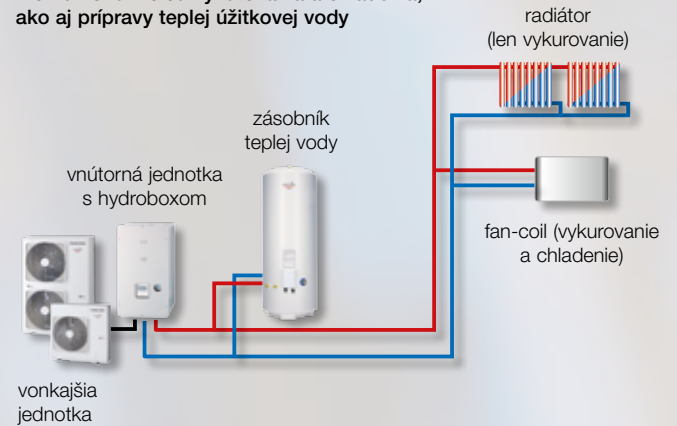 ako aj prípravy teplej úžitkovej vody
radiátor
(len vykurovanie)
zásobník
teplej vody
vnútorná jednotka
s hydroboxom
fan-coil (vykurovanie
a chladenie)
vonkajšia
jednotka